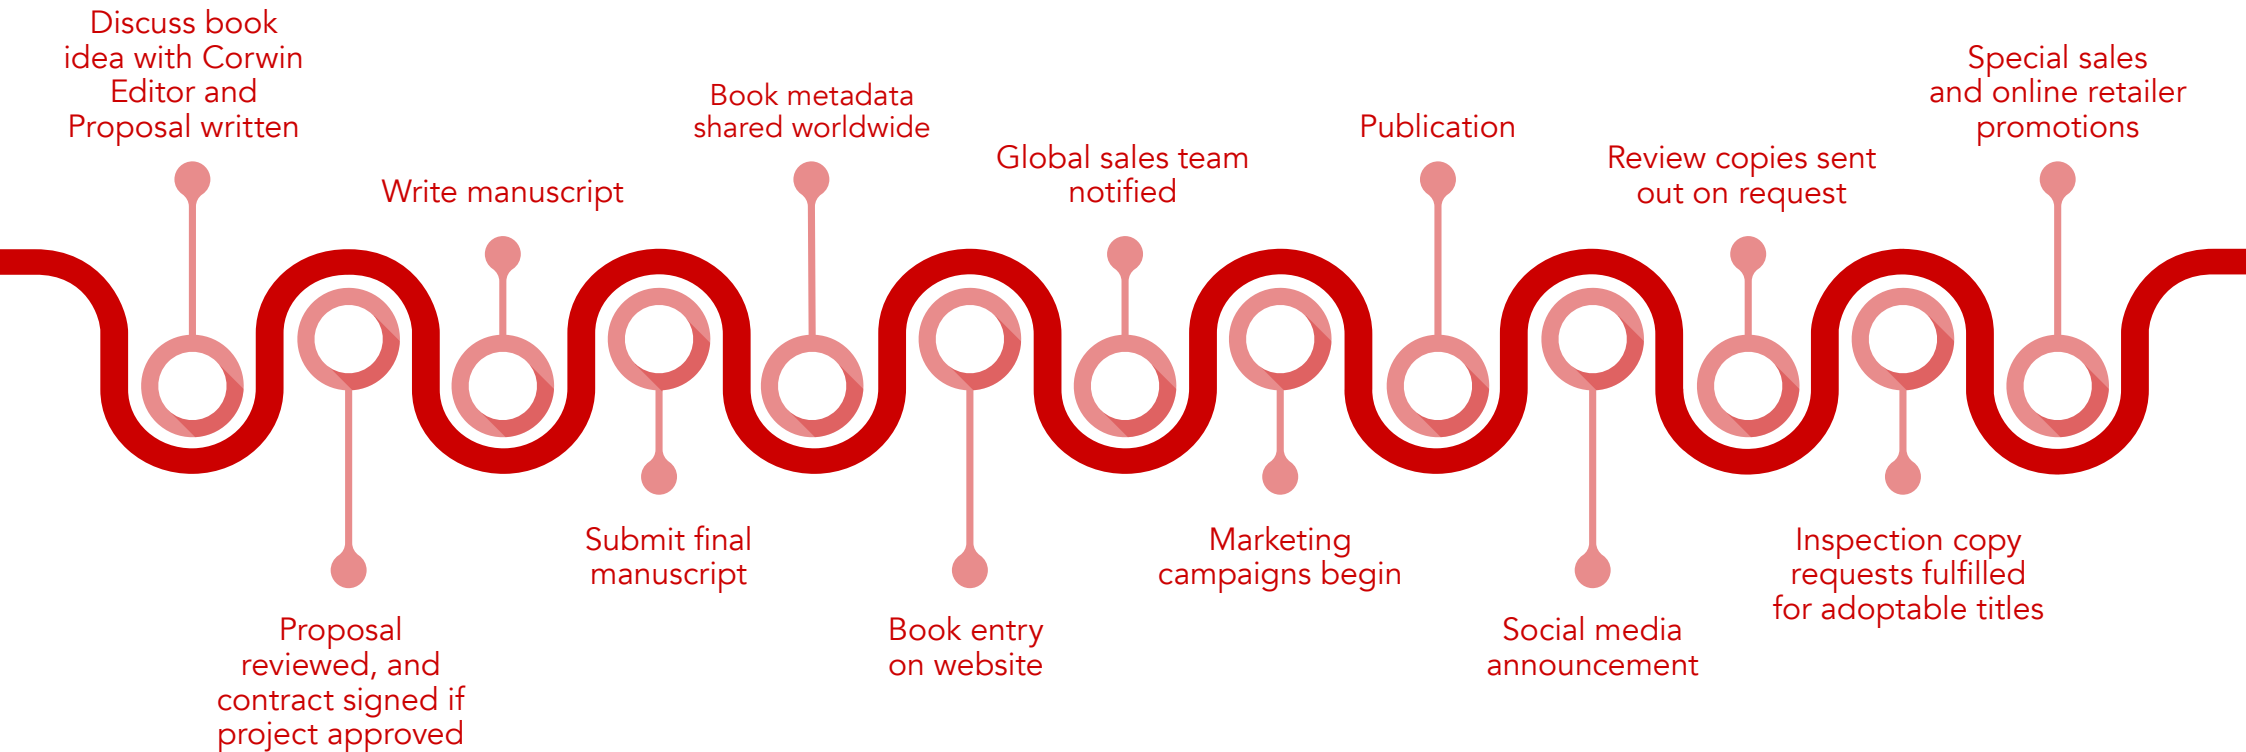 Discuss book
idea with Corwin
Editor and
Proposal written
Proposal
reviewed, and
contract signed if
project approved
Write manuscript
Submit final
manuscript
Book metadata
shared worldwide
Book entry
on website
Global sales team
notified
Marketing
campaigns begin
Publication
Social media
announcement
Review copies sent
out on request
Inspection copy
requests fulfilled
for adoptable titles
Special sales
and online retailer
promotions